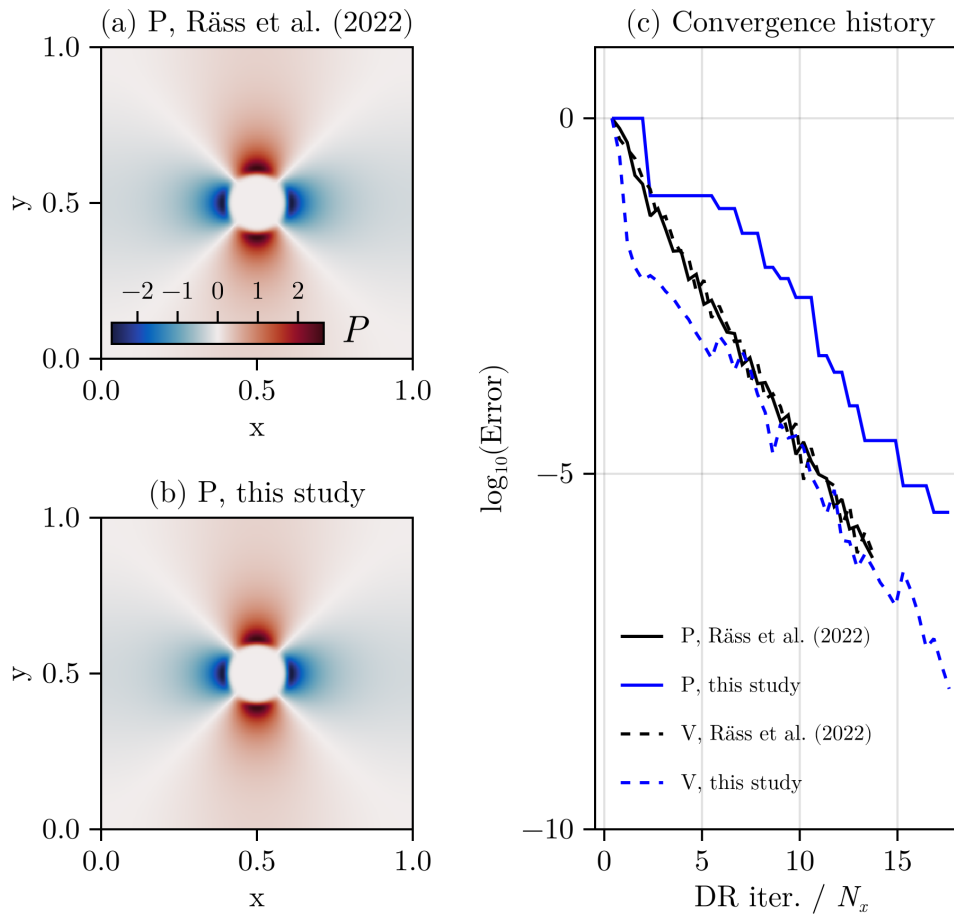 (a) P, Räss et al. (2022)
1.0
0.5
0.0
y
−2 −1 0 1 2
P
0.0 0.5 1.0
x
(b) P, this study
1.0
0.5
0.0
y
0.0 0.5 1.0
x
(c) Convergence history
0
−5
−10
log₁₀(Error)
P, Räss et al. (2022)
P, this study
V, Räss et al. (2022)
V, this study
0 5 10 15
DR iter. / Nₓ